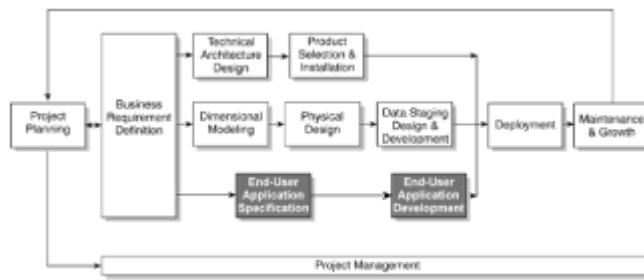 Technical
Architecture
Design
Product
Selection &
Installation
Project
Planning
Business
Requirement
Definition
Dimensional
Modeling
Physical
Design
Data Staging
Design &
Development
Deployment
Maintenance
& Growth
End-User
Application
Specification
End-User
Application
Development
Project Management